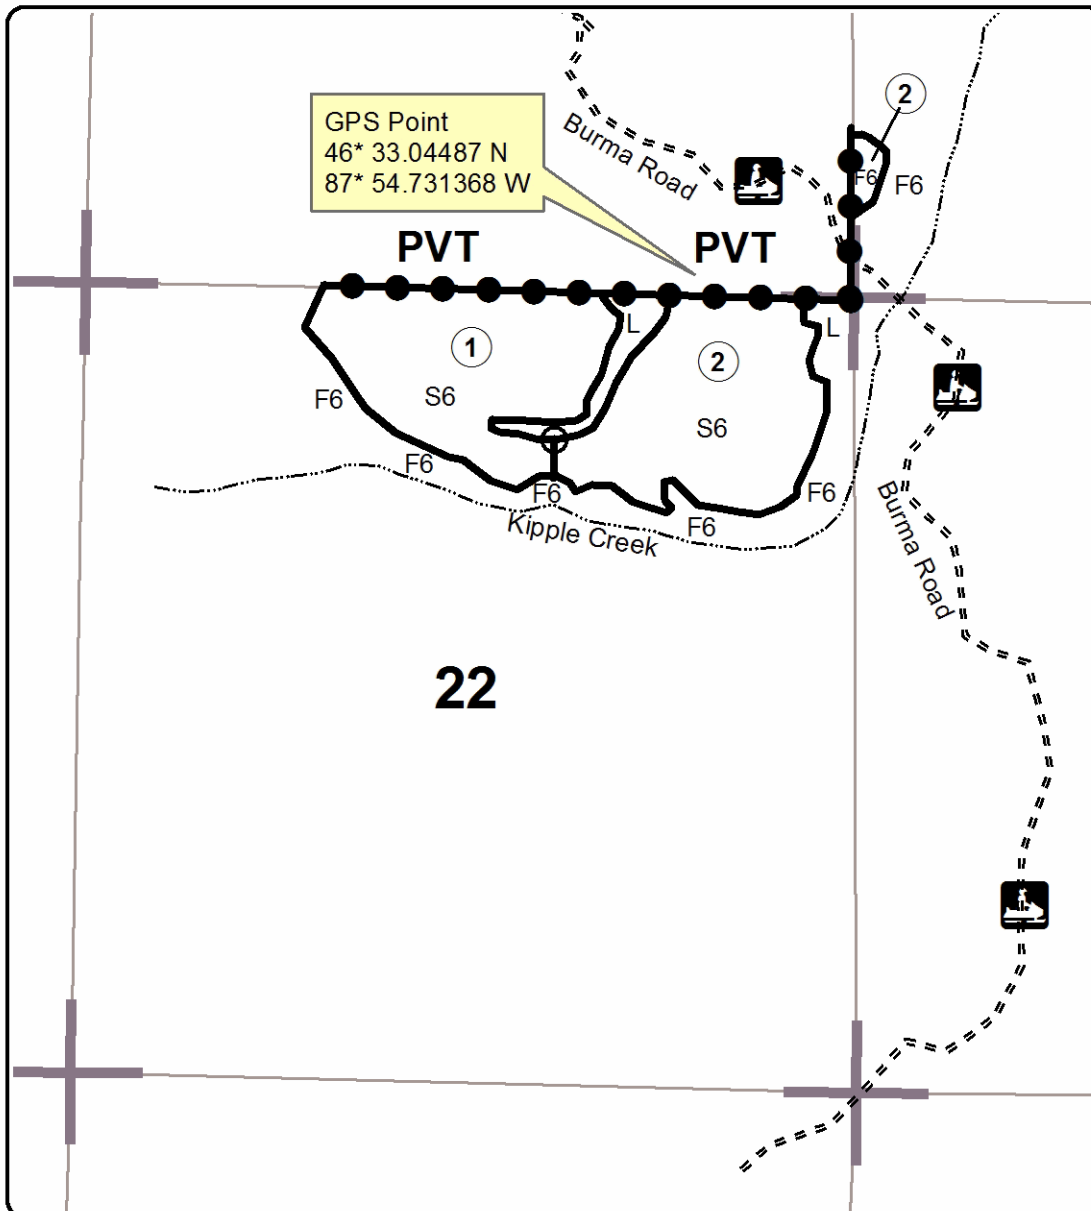 2
GPS Point
46* 33.04487 N
87* 54.731368 W
Burma Road
F6
F6
PVT
PVT
L
L
1
2
F6
S6
S6
F6
F6
F6
F6
Kipple Creek
Burma Road
22